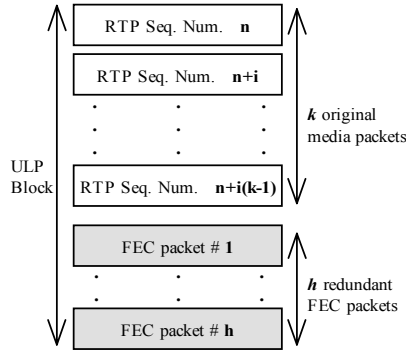 RTP Seq. Num. n
RTP Seq. Num. n+i
. . .
. . .
. . .
RTP Seq. Num. n+i(k-1)
FEC packet # 1
. . .
. . .
FEC packet # h
ULP
Block
k original
media packets
h redundant
FEC packets